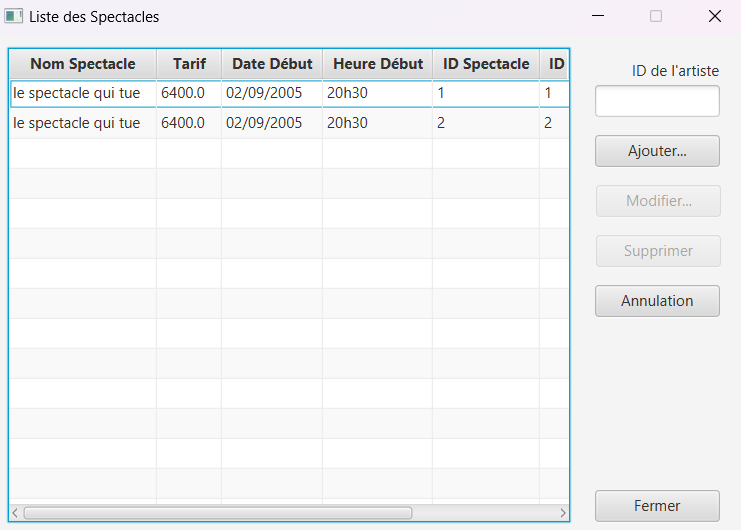 Liste des Spectacles
Nom Spectacle Tarif Date Début Heure Début ID Spectacle ID
le spectacle qui tue 6400.0 02/09/2005 20h30 1 1
le spectacle qui tue 6400.0 02/09/2005 20h30 2 2
ID de l'artiste
Ajouter...
Modifier...
Supprimer
Annulation
Fermer